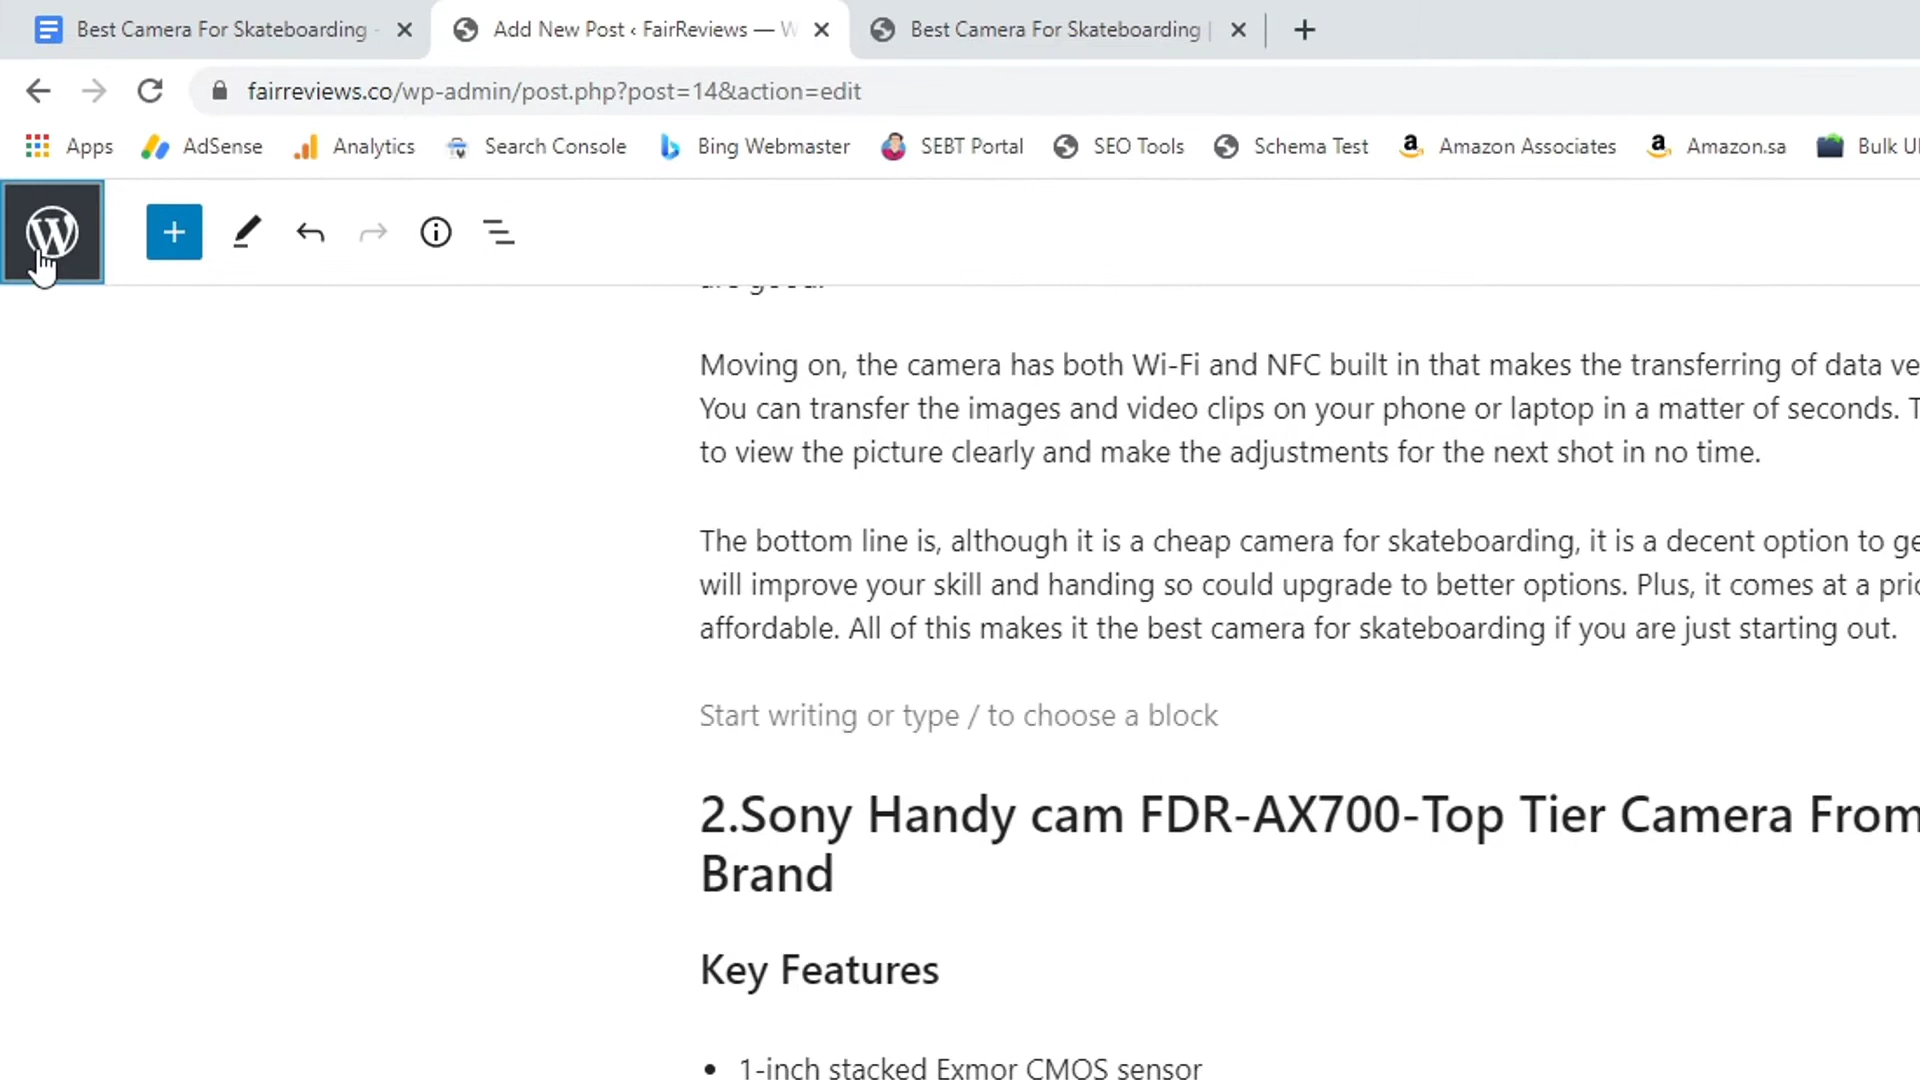 Best Camera For Skateboarding -
Add New Post ‹ FairReviews — W
Best Camera For Skateboarding |
fairreviews.co/wp-admin/post.php?post=14&action=edit
Apps AdSense Analytics Search Console Bing Webmaster SEBT Portal SEO Tools Schema Test Amazon Associates Amazon.sa Bulk
are good.
Moving on, the camera has both Wi-Fi and NFC built in that makes the transferring of data ve
You can transfer the images and video clips on your phone or laptop in a matter of seconds. T
to view the picture clearly and make the adjustments for the next shot in no time.
The bottom line is, although it is a cheap camera for skateboarding, it is a decent option to ge
will improve your skill and handing so could upgrade to better options. Plus, it comes at a pric
affordable. All of this makes it the best camera for skateboarding if you are just starting out.
Start writing or type / to choose a block
2.Sony Handy cam FDR-AX700-Top Tier Camera From
Brand
Key Features
• 1-inch stacked Exmor CMOS sensor